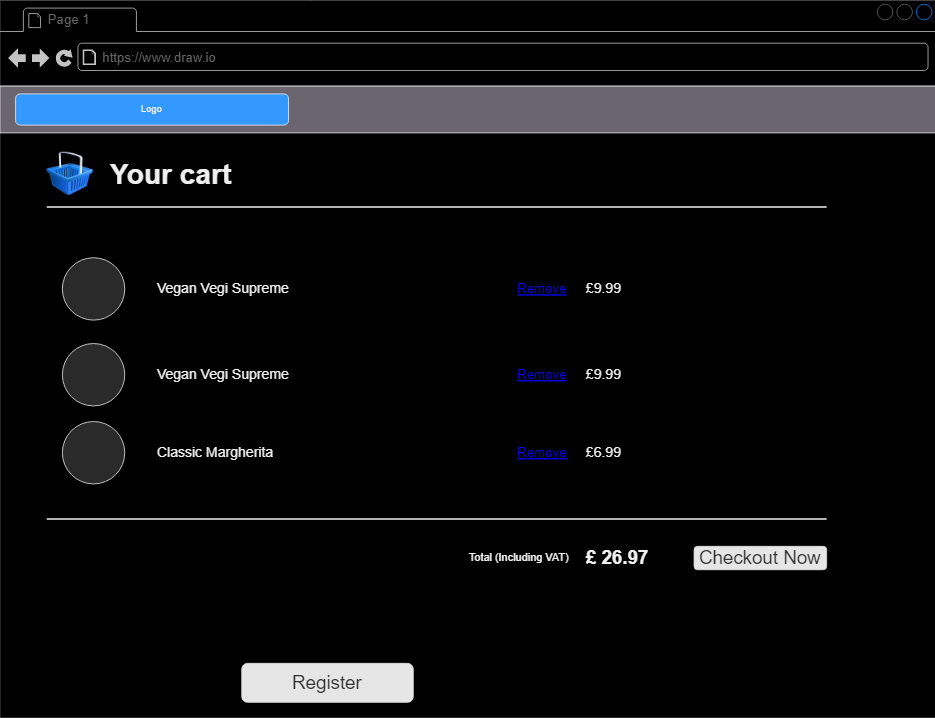 Page 1
https://www.draw.io
Logo
Your cart
Vegan Vegi Supreme Remove £9.99
Vegan Vegi Supreme Remove £9.99
Classic Margherita Remove £6.99
Total (Including VAT) £ 26.97 Checkout Now
Register